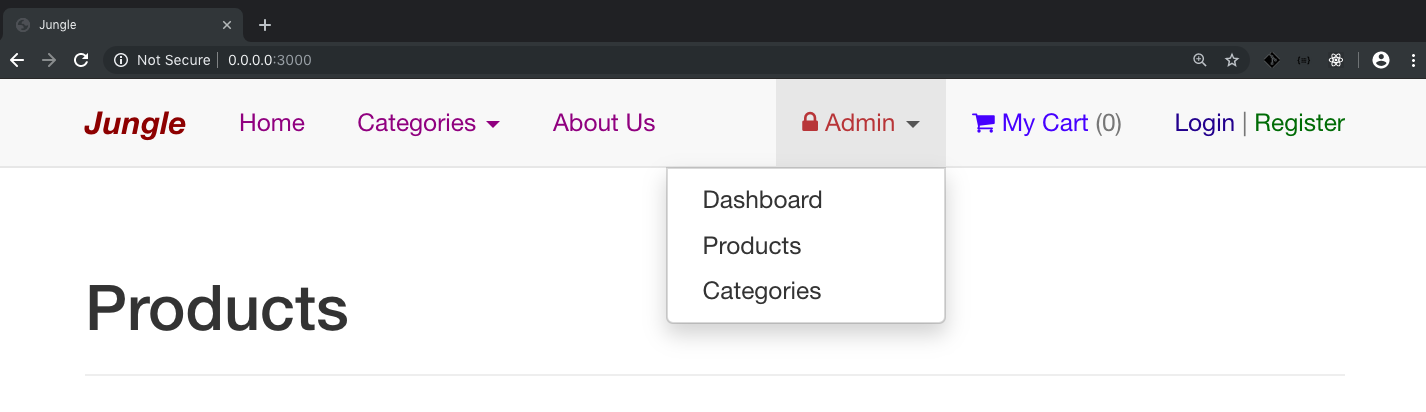 Jungle
Not Secure | 0.0.0.0:3000
Jungle Home Categories About Us Admin My Cart (0) Login | Register
Dashboard
Products
Categories
Products